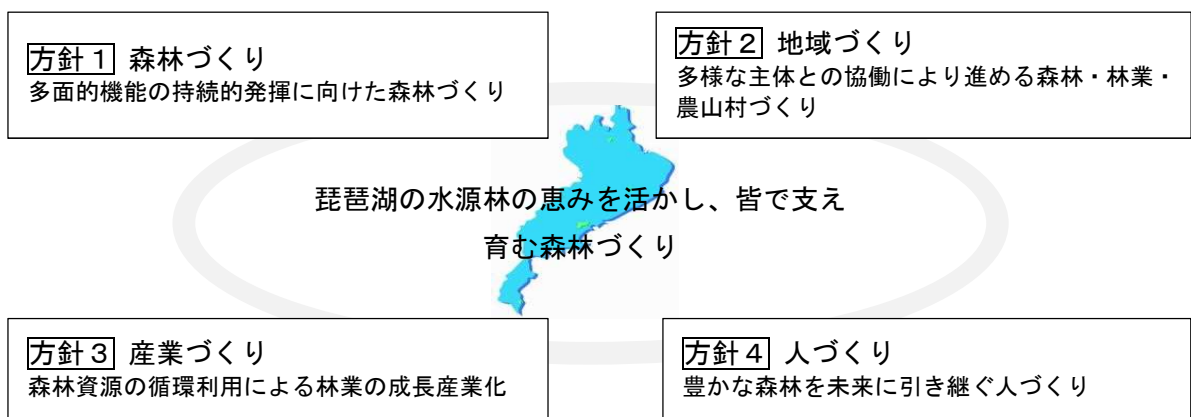 方針１ 森林づくり
多面的機能の持続的発揮に向けた森林づくり
方針２ 地域づくり
多様な主体との協働により進める森林・林業・
農山村づくり
琵琶湖の水源林の恵みを活かし、皆で支え
育む森林づくり
方針３ 産業づくり
森林資源の循環利用による林業の成長産業化
方針４ 人づくり
豊かな森林を未来に引き継ぐ人づくり